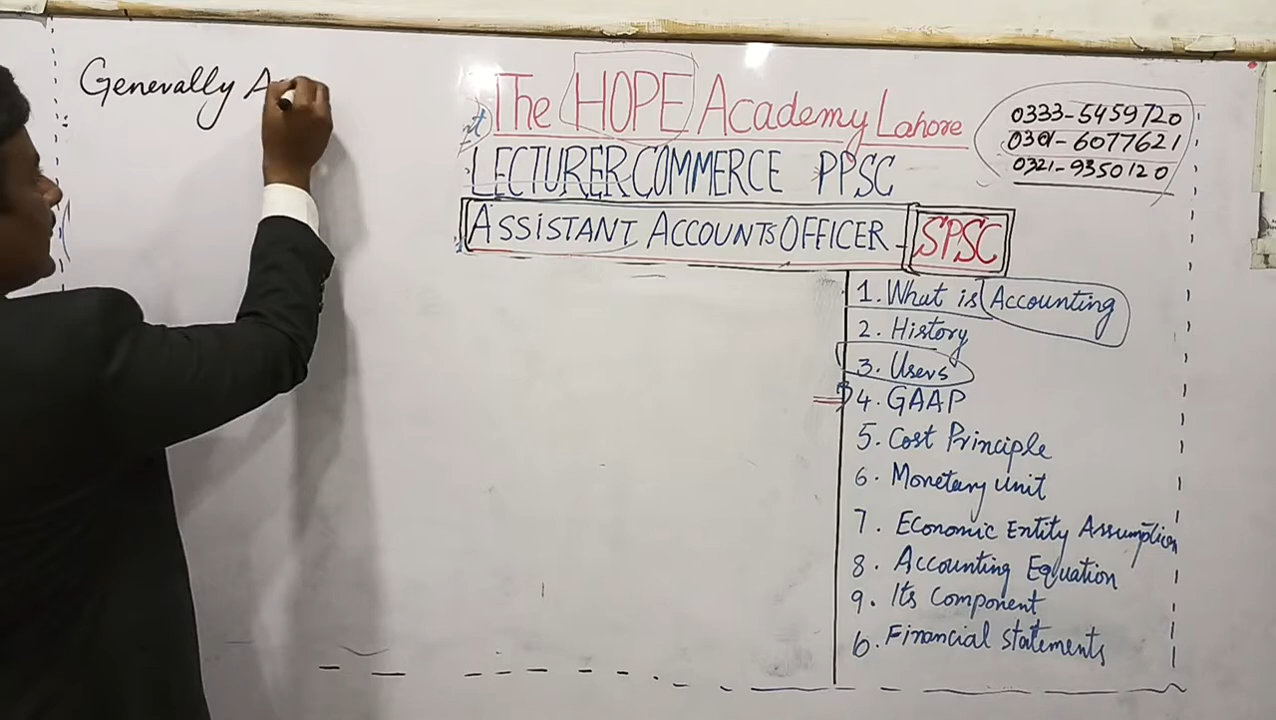 Generally A
The HOPE Academy Lahore
LECTURER COMMERCE PPSC
ASSISTANT ACCOUNTS OFFICER - SPSC
0333-5459720
0301-6077621
0321-9350120
1. What is Accounting
2. History
3. Users
4. GAAP
5. Cost Principle
6. Monetary unit
7. Economic Entity Assumption
8. Accounting Equation
9. Its Component
10. Financial statements